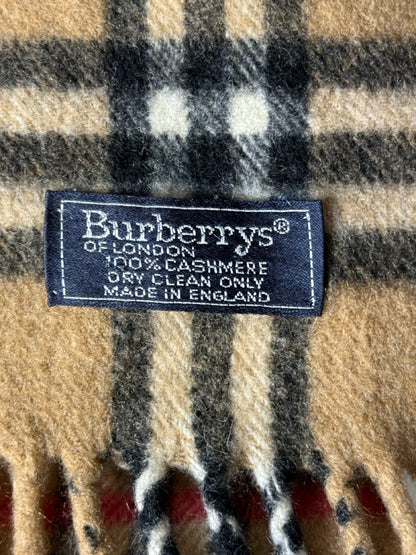 Burberrys®
OF LONDON
100% CASHMERE
DRY CLEAN ONLY
MADE IN ENGLAND